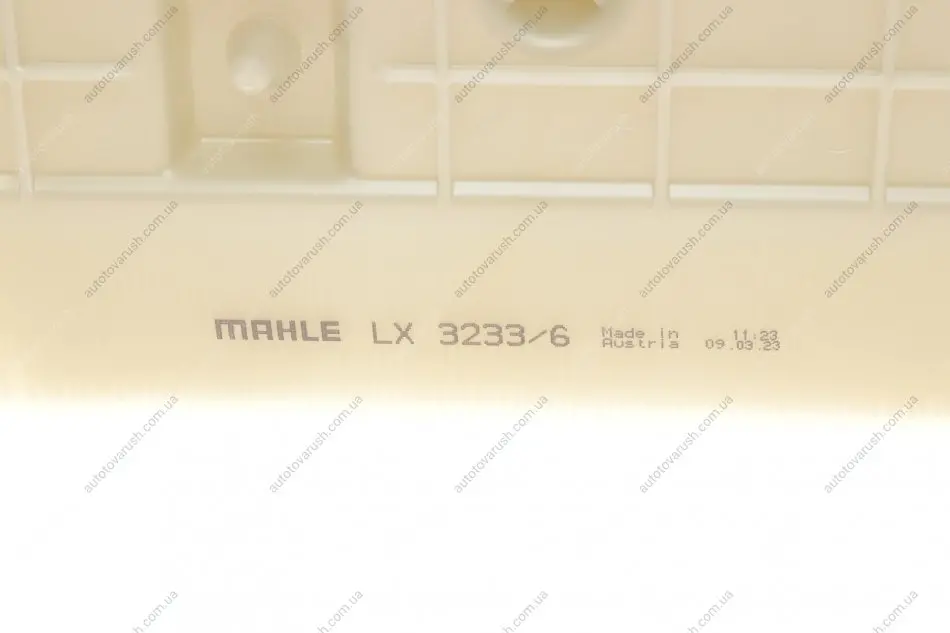 MAHLE LX 3233/6
Made in 11:23
Austria 09.03.23
autotovarush.com.ua